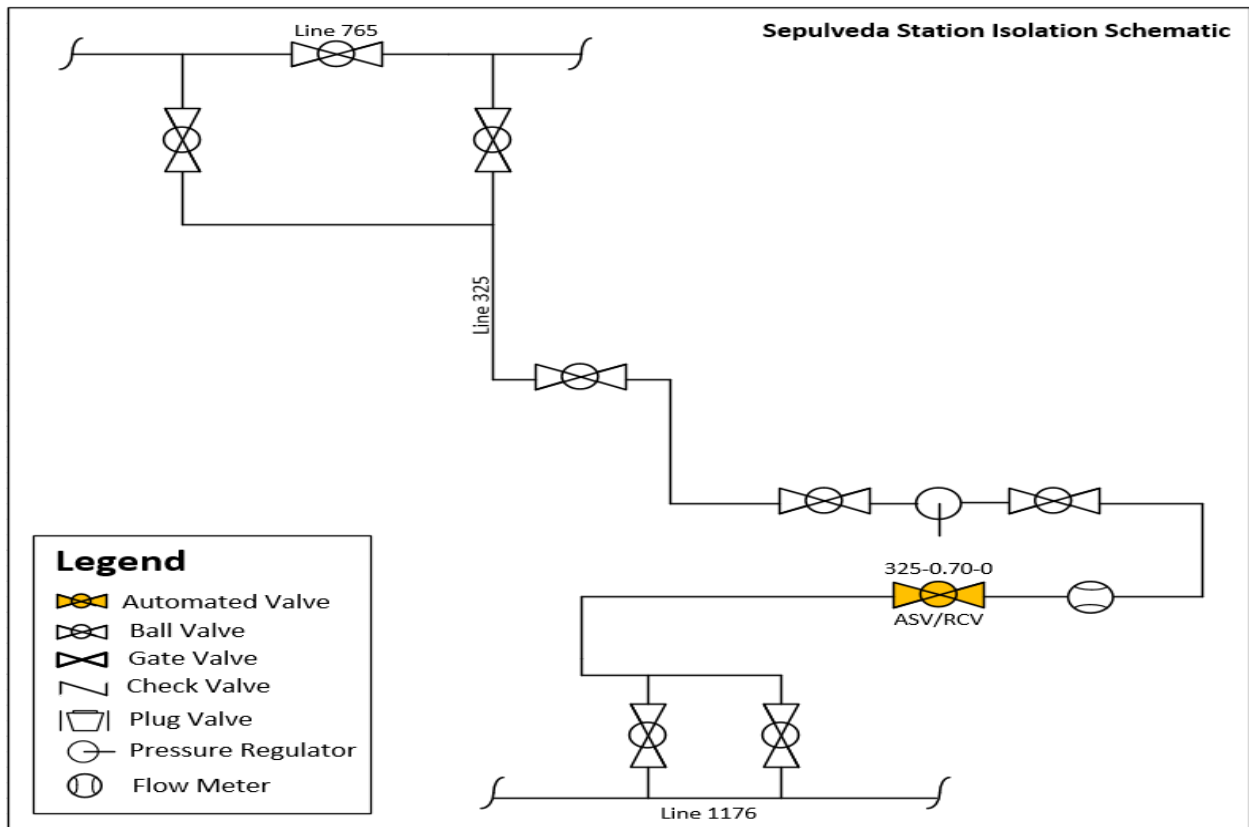 Line 765
Sepulveda Station Isolation Schematic
Line 325
325-0.70-0
ASV/RCV
Legend
Automated Valve
Ball Valve
Gate Valve
Check Valve
Plug Valve
Pressure Regulator
Flow Meter
Line 1176